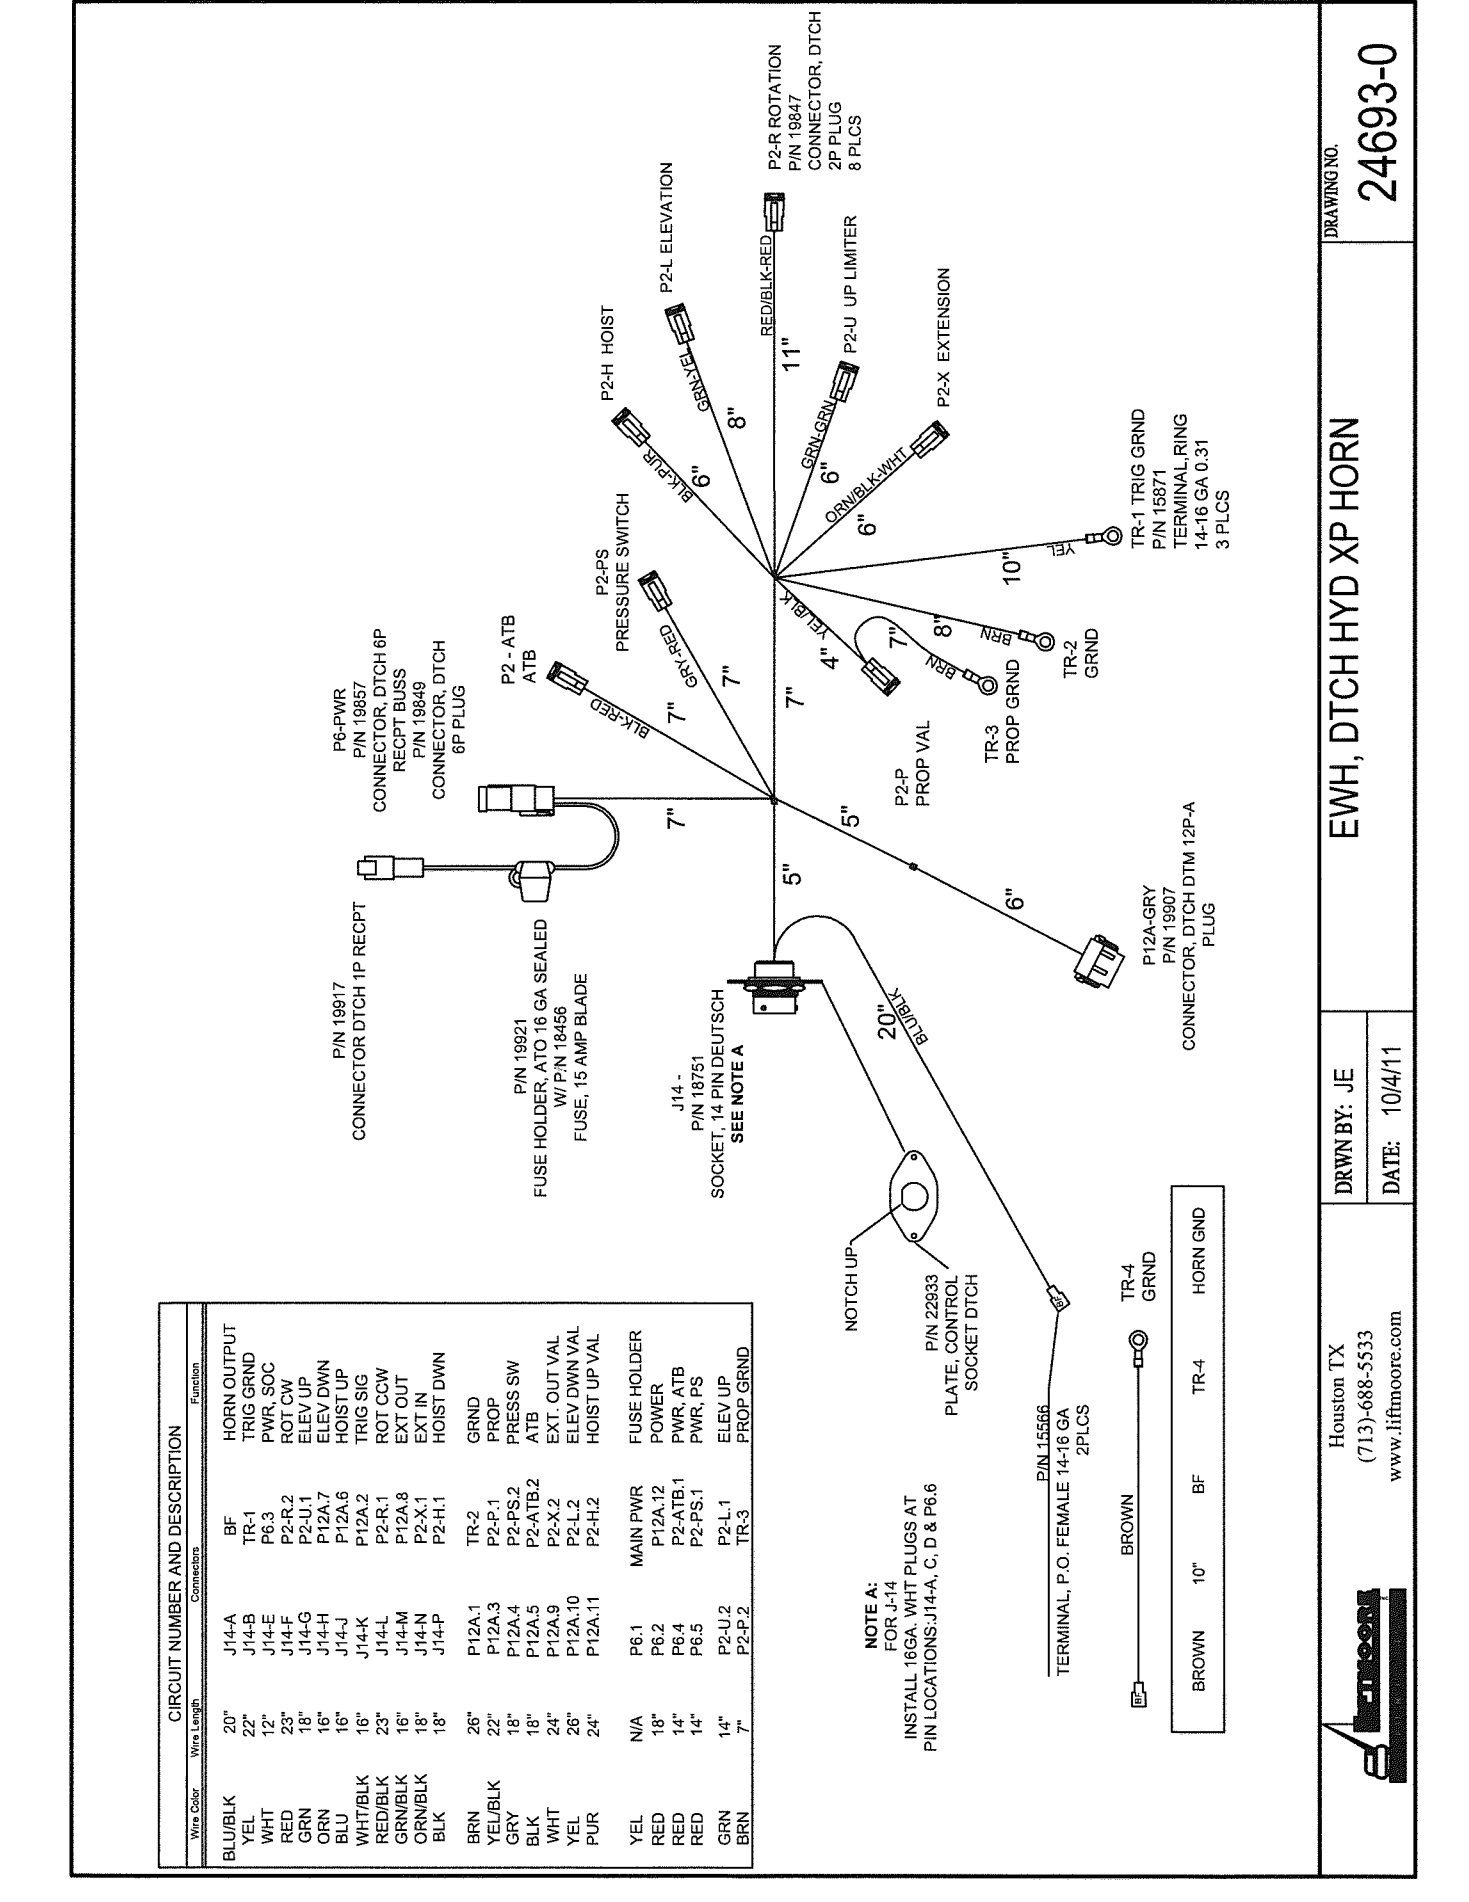 CIRCUIT NUMBER AND DESCRIPTION
Wire Color Wire Length Connectors Function
BLU/BLK 20" J14-A BF HORN OUTPUT
YEL 22" J14-B TR-1 TRIG GRND
WHT 12" J14-E P6.3 PWR, SOC
RED 23" J14-F P2-R.2 ROT CW
GRN 18" J14-G P2-U.1 ELEV UP
ORN 16" J14-H P12A.7 ELEV DWN
BLU 16" J14-J P12A.6 HOIST UP
WHT/BLK 16" J14-K P12A.2 TRIG SIG
RED/BLK 23" J14-L P2-R.1 ROT CCW
GRN/BLK 16" J14-M P12A.8 EXT OUT
ORN/BLK 18" J14-N P2-X.1 EXT IN
BLK 18" J14-P P2-H.1 HOIST DWN
BRN 26" P12A.1 TR-2 GRND
YEL/BLK 22" P12A.3 P2-P.1 PROP
GRY 18" P12A.4 P2-PS.2 PRESS SW
BLK 18" P12A.5 P2-ATB.2 ATB
WHT 24" P12A.9 P2-X.2 EXT. OUT VAL
YEL 26" P12A.10 P2-L.2 ELEV DWN VAL
PUR 24" P12A.11 P2-H.2 HOIST UP VAL
YEL N/A P6.1 MAIN PWR FUSE HOLDER
RED 18" P6.2 P12A.12 POWER
RED 14" P6.4 P2-ATB.1 PWR, ATB
RED 14" P6.5 P2-PS.1 PWR, PS
GRN 14" P2-U.2 P2-L.1 ELEV UP
BRN 7" P2-P.2 TR-3 PROP GRND
P/N 19917
CONNECTOR DTCH 1P RECPT
P6-PWR
P/N 19857
CONNECTOR, DTCH 6P
RECPT BUSS
P/N 19849
CONNECTOR, DTCH
6P PLUG
P/N 19921
FUSE HOLDER, ATO 16 GA SEALED
W/ P/N 18456
FUSE, 15 AMP BLADE
P2 - ATB
ATB
BLK-RED
7"
7"
P2-PS
PRESSURE SWITCH
GRY-RED
7"
P2-H HOIST
BLK-PUR
6"
P2-L ELEVATION
GRN-YEL
8"
P2-R ROTATION
P/N 19847
CONNECTOR, DTCH
2P PLUG
8 PLCS
RED/BLK-RED
11"
P2-U UP LIMITER
GRN-GRN
6"
P2-X EXTENSION
ORN/BLK-WHT
6"
TR-1 TRIG GRND
P/N 15871
TERMINAL,RING
14-16 GA 0.31
3 PLCS
YEL
10"
TR-2
GRND
BRN
8"
TR-3
PROP GRND
BRN
7"
P2-P
PROP VAL
YEL/BLK
4"
7"
5"
5"
6"
J14 -
P/N 18751
SOCKET, 14 PIN DEUTSCH
SEE NOTE A
P12A-GRY
P/N 19907
CONNECTOR, DTCH DTM 12P-A
PLUG
20"
BLU/BLK
NOTCH UP
P/N 22933
PLATE, CONTROL
SOCKET DTCH
NOTE A:
FOR J-14
INSTALL 16GA. WHT PLUGS AT
PIN LOCATIONS:J14-A, C, D & P6.6
BF
P/N 15566
TERMINAL, P.O. FEMALE 14-16 GA
2PLCS
BF
BROWN
TR-4
GRND
BROWN 10" BF TR-4 HORN GND
LIFTMOORE
Houston TX
(713)-688-5533
www.liftmoore.com
DRWN BY: JE
DATE: 10/4/11
EWH, DTCH HYD XP HORN
DRAWING NO.
24693-0